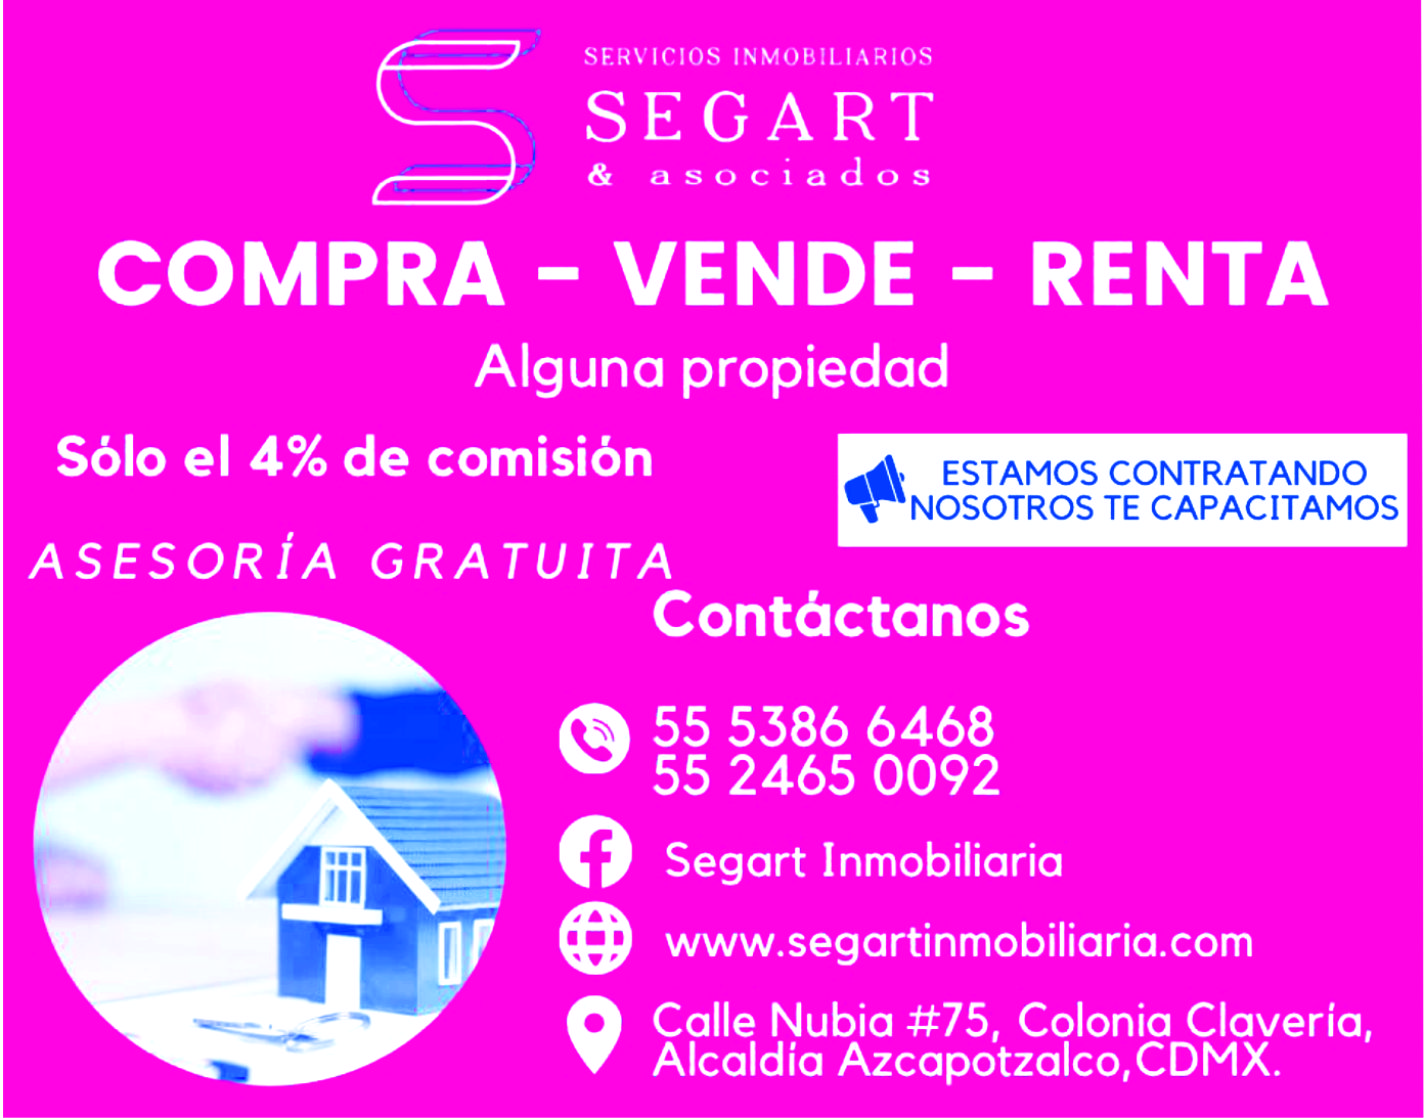 SERVICIOS INMOBILIARIOS
SEGART
& asociados
COMPRA - VENDE - RENTA
Alguna propiedad
Sólo el 4% de comisión
ESTAMOS CONTRATANDO
NOSOTROS TE CAPACITAMOS
ASESORÍA GRATUITA
Contáctanos
55 5386 6468
55 2465 0092
Segart Inmobiliaria
www.segartinmobiliaria.com
Calle Nubia #75, Colonia Clavería,
Alcaldía Azcapotzalco,CDMX.